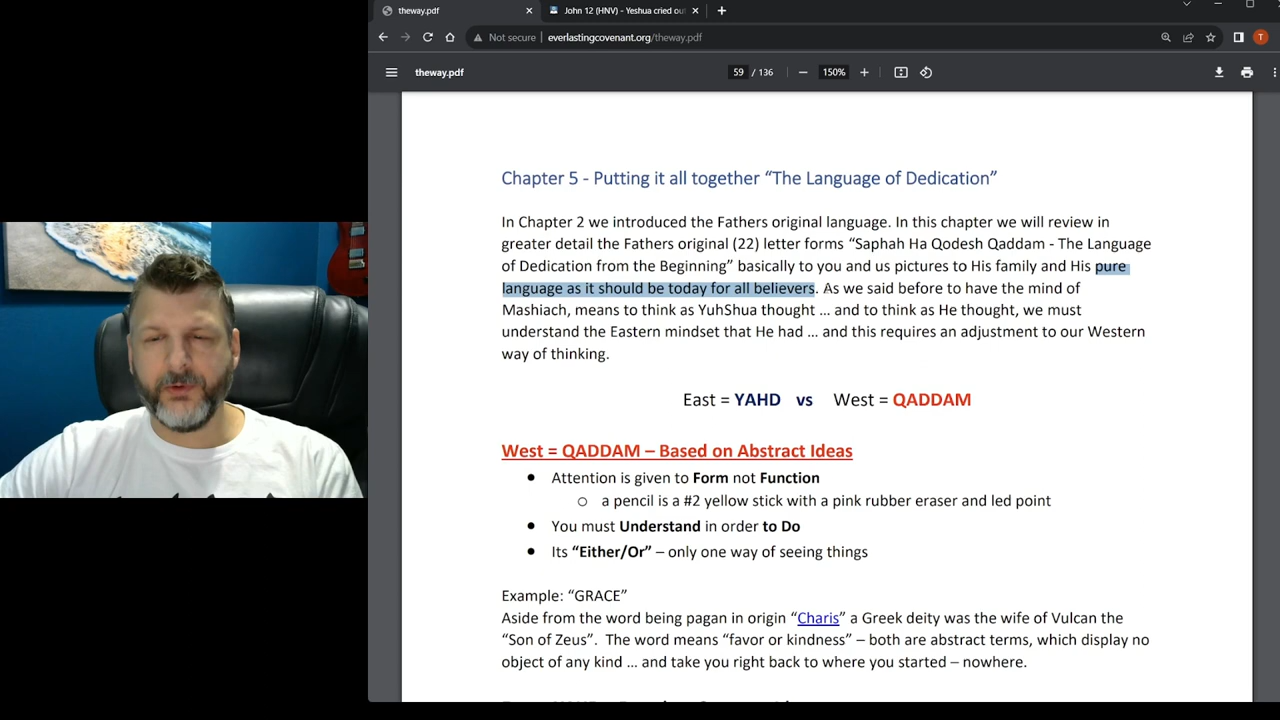 theway.pdf
John 12 (HNV) - Yeshua cried ou
Not secure | everlastingcovenant.org/theway.pdf
T
theway.pdf
59 / 136
150%
Chapter 5 - Putting it all together “The Language of Dedication”
In Chapter 2 we introduced the Fathers original language. In this chapter we will review in
greater detail the Fathers original (22) letter forms “Saphah Ha Qodesh Qaddam - The Language
of Dedication from the Beginning” basically to you and us pictures to His family and His pure
language as it should be today for all believers. As we said before to have the mind of
Mashiach, means to think as YuhShua thought … and to think as He thought, we must
understand the Eastern mindset that He had … and this requires an adjustment to our Western
way of thinking.
East = YAHD vs West = QADDAM
West = QADDAM – Based on Abstract Ideas
● Attention is given to Form not Function
○ a pencil is a #2 yellow stick with a pink rubber eraser and led point
● You must Understand in order to Do
● Its “Either/Or” – only one way of seeing things
Example: “GRACE”
Aside from the word being pagan in origin “Charis” a Greek deity was the wife of Vulcan the
“Son of Zeus”. The word means “favor or kindness” – both are abstract terms, which display no
object of any kind … and take you right back to where you started – nowhere.